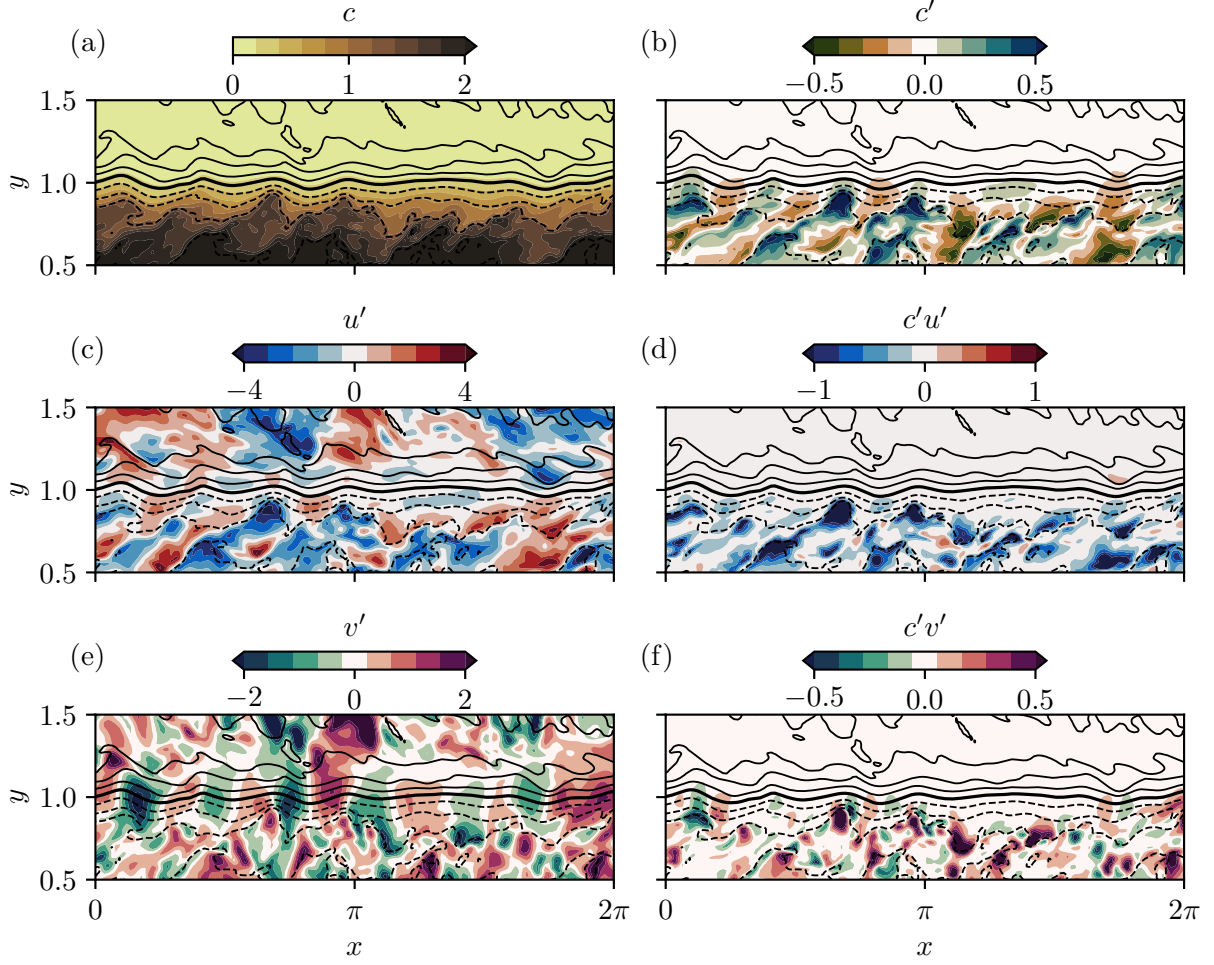 (a) c
0 1 2
(b) c′
−0.5 0.0 0.5
1.5
1.0
0.5
y
(c) u′
−4 0 4
(d) c′u′
−1 0 1
1.5
1.0
0.5
y
(e) v′
−2 0 2
(f) c′v′
−0.5 0.0 0.5
1.5
1.0
0.5
y
0 π 2π
x
0 π 2π
x